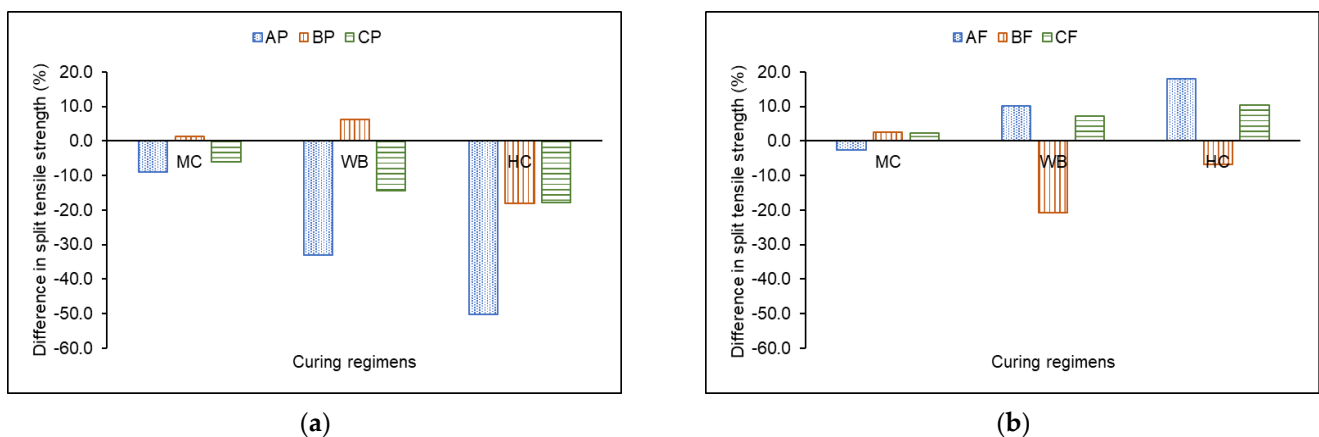 AP BP CP
20.0
10.0
0.0
-10.0
-20.0
-30.0
-40.0
-50.0
-60.0
Difference in split tensile strength (%)
MC WB HC
Curing regimens
(a)
AF BF CF
20.0
10.0
0.0
-10.0
-20.0
-30.0
-40.0
-50.0
-60.0
Difference in split tensile strength (%)
MC WB HC
Curing regimens
(b)